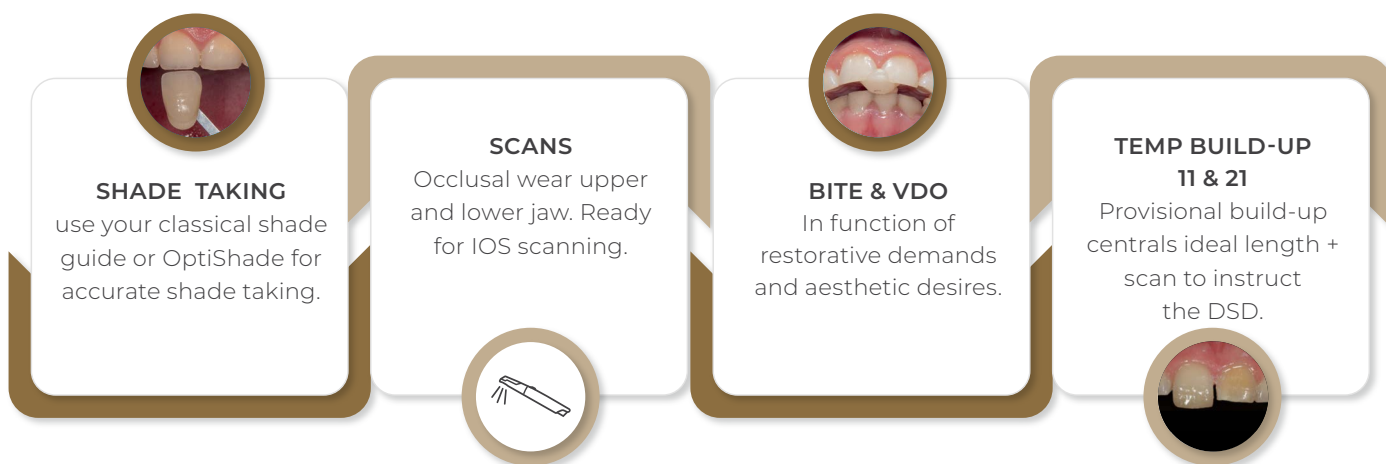 SHADE TAKING
use your classical shade
guide or OptiShade for
accurate shade taking.
SCANS
Occlusal wear upper
and lower jaw. Ready
for IOS scanning.
BITE & VDO
In function of
restorative demands
and aesthetic desires.
TEMP BUILD-UP
11 & 21
Provisional build-up
centrals ideal length +
scan to instruct
the DSD.